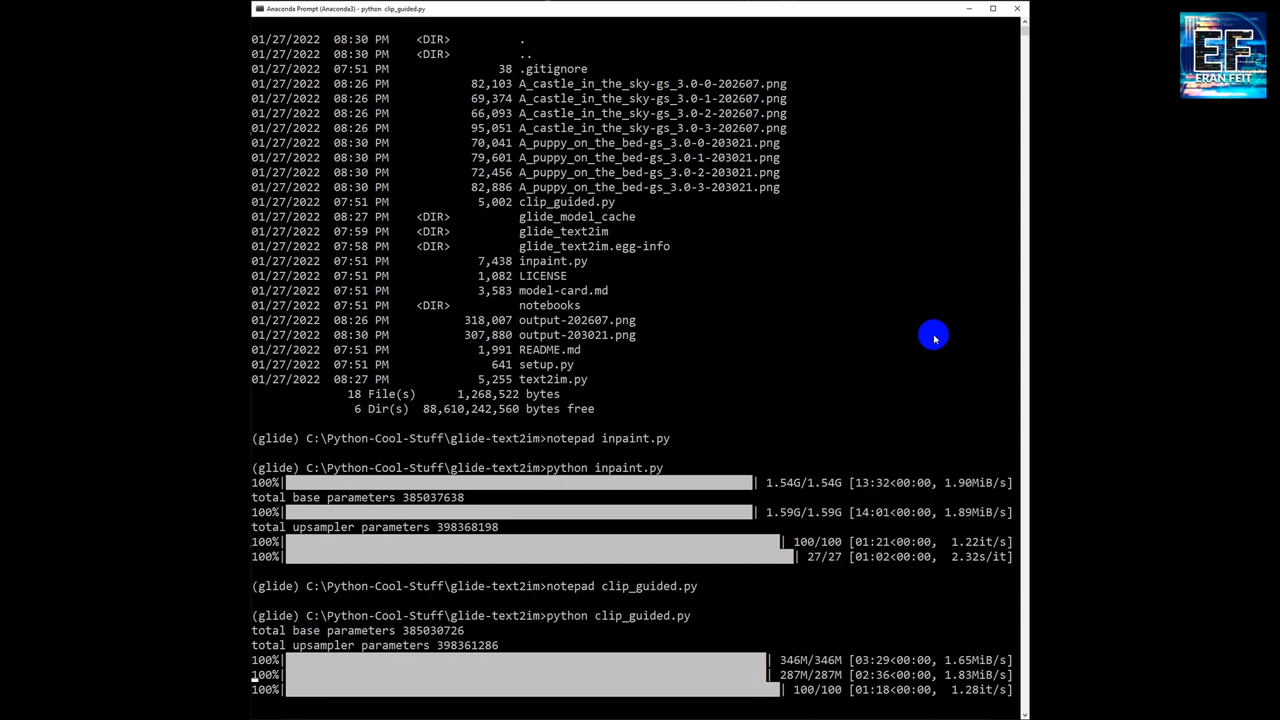 Anaconda Prompt (Anaconda3) - python clip_guided.py
EF
ERAN FEIT
01/27/2022  08:30 PM    <DIR>          .
01/27/2022  08:30 PM    <DIR>          ..
01/27/2022  07:51 PM                38 .gitignore
01/27/2022  08:26 PM            82,103 A_castle_in_the_sky-gs_3.0-0-202607.png
01/27/2022  08:26 PM            69,374 A_castle_in_the_sky-gs_3.0-1-202607.png
01/27/2022  08:26 PM            66,093 A_castle_in_the_sky-gs_3.0-2-202607.png
01/27/2022  08:26 PM            95,051 A_castle_in_the_sky-gs_3.0-3-202607.png
01/27/2022  08:30 PM            70,041 A_puppy_on_the_bed-gs_3.0-0-203021.png
01/27/2022  08:30 PM            79,601 A_puppy_on_the_bed-gs_3.0-1-203021.png
01/27/2022  08:30 PM            72,456 A_puppy_on_the_bed-gs_3.0-2-203021.png
01/27/2022  08:30 PM            82,886 A_puppy_on_the_bed-gs_3.0-3-203021.png
01/27/2022  07:51 PM             5,002 clip_guided.py
01/27/2022  08:27 PM    <DIR>          glide_model_cache
01/27/2022  07:59 PM    <DIR>          glide_text2im
01/27/2022  07:58 PM    <DIR>          glide_text2im.egg-info
01/27/2022  07:51 PM             7,438 inpaint.py
01/27/2022  07:51 PM             1,082 LICENSE
01/27/2022  07:51 PM             3,583 model-card.md
01/27/2022  07:51 PM    <DIR>          notebooks
01/27/2022  08:26 PM           318,007 output-202607.png
01/27/2022  08:30 PM           307,880 output-203021.png
01/27/2022  07:51 PM             1,991 README.md
01/27/2022  07:51 PM               641 setup.py
01/27/2022  08:27 PM             5,255 text2im.py
18 File(s)      1,268,522 bytes
6 Dir(s)  88,610,242,560 bytes free
(glide) C:\Python-Cool-Stuff\glide-text2im>notepad inpaint.py
(glide) C:\Python-Cool-Stuff\glide-text2im>python inpaint.py
100%| | 1.54G/1.54G [13:32<00:00, 1.90MiB/s]
total base parameters 385037638
100%| | 1.59G/1.59G [14:01<00:00, 1.89MiB/s]
total upsampler parameters 398368198
100%| | 100/100 [01:21<00:00, 1.22it/s]
100%| | 27/27 [01:02<00:00, 2.32s/it]
(glide) C:\Python-Cool-Stuff\glide-text2im>notepad clip_guided.py
(glide) C:\Python-Cool-Stuff\glide-text2im>python clip_guided.py
total base parameters 385030726
total upsampler parameters 398361286
100%| | 346M/346M [03:29<00:00, 1.65MiB/s]
100%| | 287M/287M [02:36<00:00, 1.83MiB/s]
100%| | 100/100 [01:18<00:00, 1.28it/s]